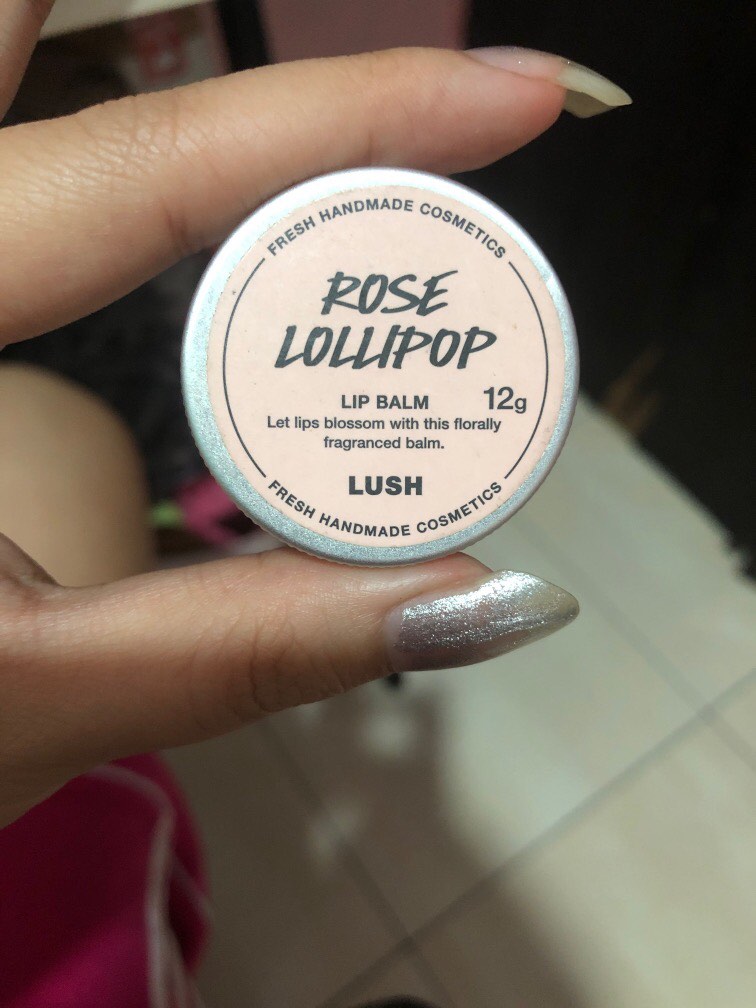 FRESH HANDMADE COSMETICS
ROSE
LOLLIPOP
LIP BALM 12g
Let lips blossom with this florally
fragranced balm.
LUSH
FRESH HANDMADE COSMETICS